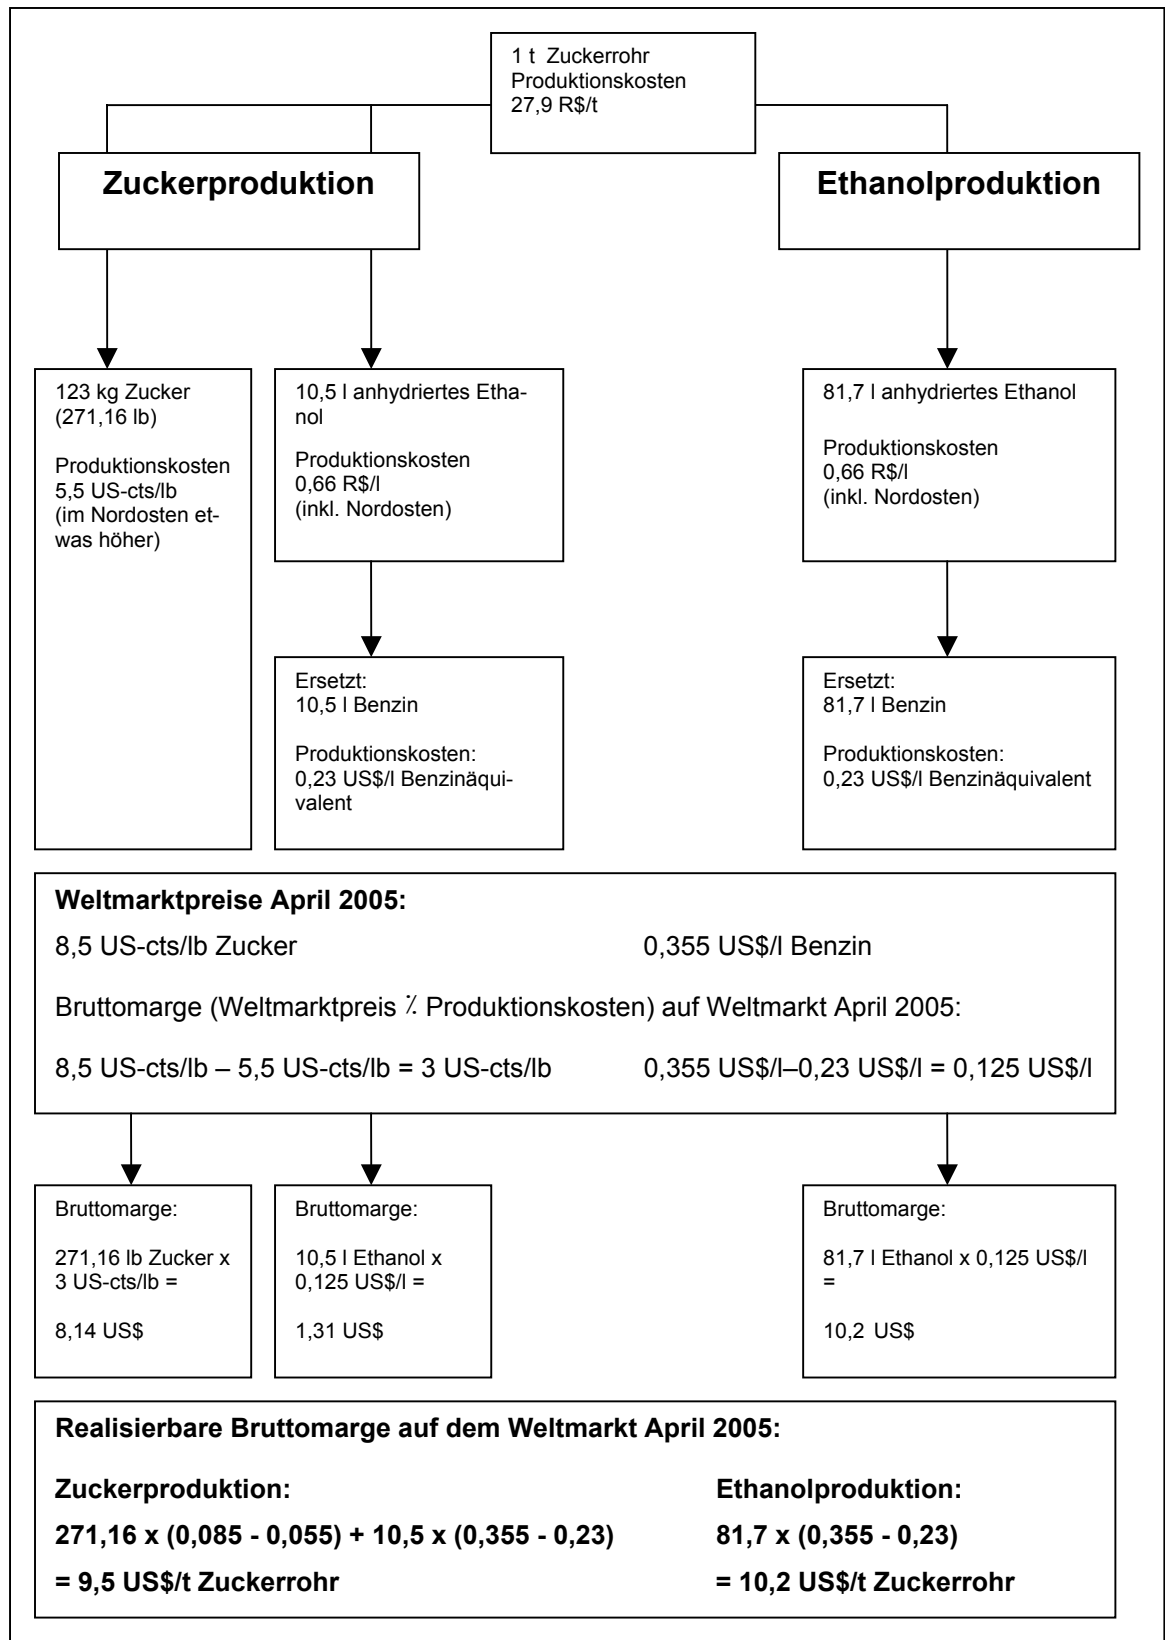 1 t Zuckerrohr
Produktionskosten
27,9 R$/t
Zuckerproduktion
Ethanolproduktion
123 kg Zucker
(271,16 lb)
Produktionskosten
5,5 US-cts/lb
(im Nordosten et-
was höher)
10,5 l anhydriertes Etha-
nol
Produktionskosten
0,66 R$/l
(inkl. Nordosten)
81,7 l anhydriertes Ethanol
Produktionskosten
0,66 R$/l
(inkl. Nordosten)
Ersetzt:
10,5 l Benzin
Produktionskosten:
0,23 US$/l Benzinäqui-
valent
Ersetzt:
81,7 l Benzin
Produktionskosten:
0,23 US$/l Benzinäquivalent
Weltmarktpreise April 2005:
8,5 US-cts/lb Zucker
0,355 US$/l Benzin
Bruttomarge (Weltmarktpreis ٪ Produktionskosten) auf Weltmarkt April 2005:
8,5 US-cts/lb – 5,5 US-cts/lb = 3 US-cts/lb
0,355 US$/l–0,23 US$/l = 0,125 US$/l
Bruttomarge:
271,16 lb Zucker x
3 US-cts/lb =
8,14 US$
Bruttomarge:
10,5 l Ethanol x
0,125 US$/l =
1,31 US$
Bruttomarge:
81,7 l Ethanol x 0,125 US$/l
=
10,2 US$
Realisierbare Bruttomarge auf dem Weltmarkt April 2005:
Zuckerproduktion:
271,16 x (0,085 - 0,055) + 10,5 x (0,355 - 0,23)
= 9,5 US$/t Zuckerrohr
Ethanolproduktion:
81,7 x (0,355 - 0,23)
= 10,2 US$/t Zuckerrohr